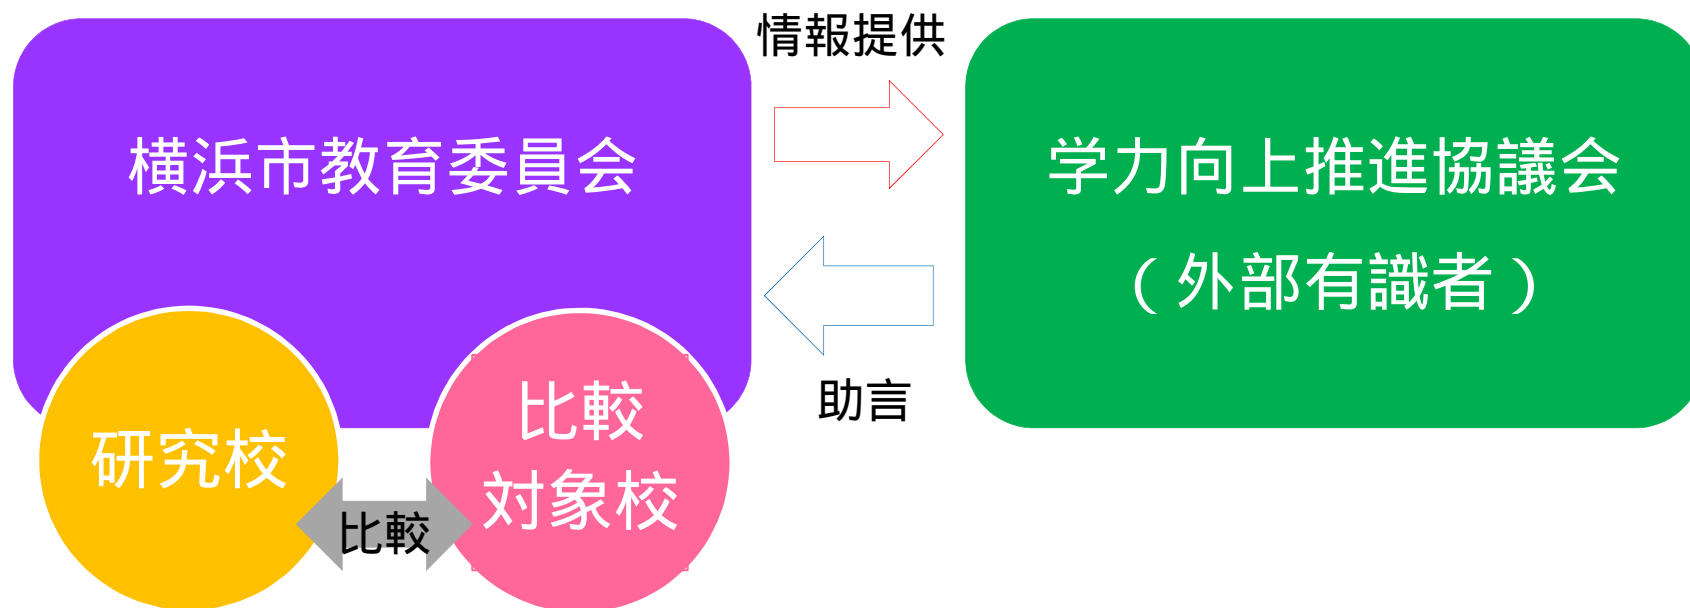 情報提供
横浜市教育委員会
学力向上推進協議会
（外部有識者）
助言
研究校
比較
対象校
比較